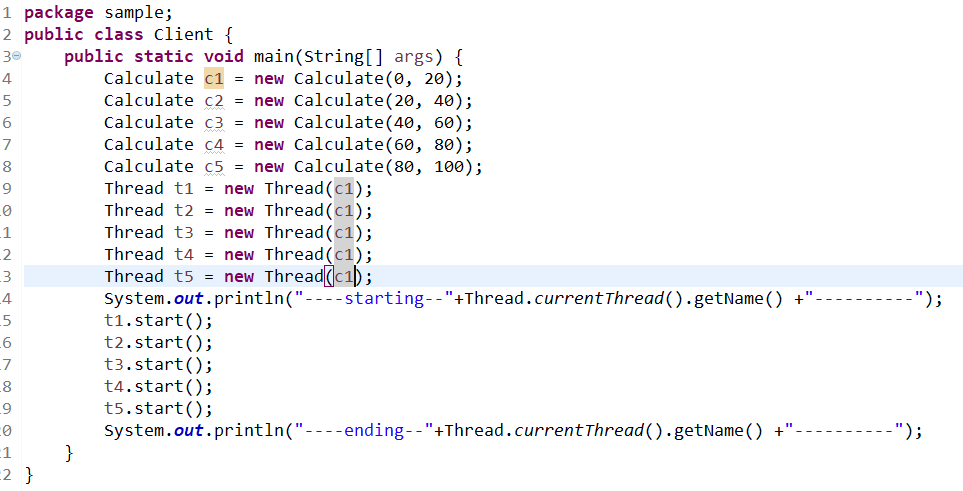 1 package sample;
2 public class Client {
3 public static void main(String[] args) {
4 Calculate c1 = new Calculate(0, 20);
5 Calculate c2 = new Calculate(20, 40);
6 Calculate c3 = new Calculate(40, 60);
7 Calculate c4 = new Calculate(60, 80);
8 Calculate c5 = new Calculate(80, 100);
9 Thread t1 = new Thread(c1);
0 Thread t2 = new Thread(c1);
1 Thread t3 = new Thread(c1);
2 Thread t4 = new Thread(c1);
3 Thread t5 = new Thread(c1);
4 System.out.println("----starting--"+Thread.currentThread().getName() +"----------");
5 t1.start();
6 t2.start();
7 t3.start();
8 t4.start();
9 t5.start();
0 System.out.println("----ending--"+Thread.currentThread().getName() +"----------");
1 }
2 }